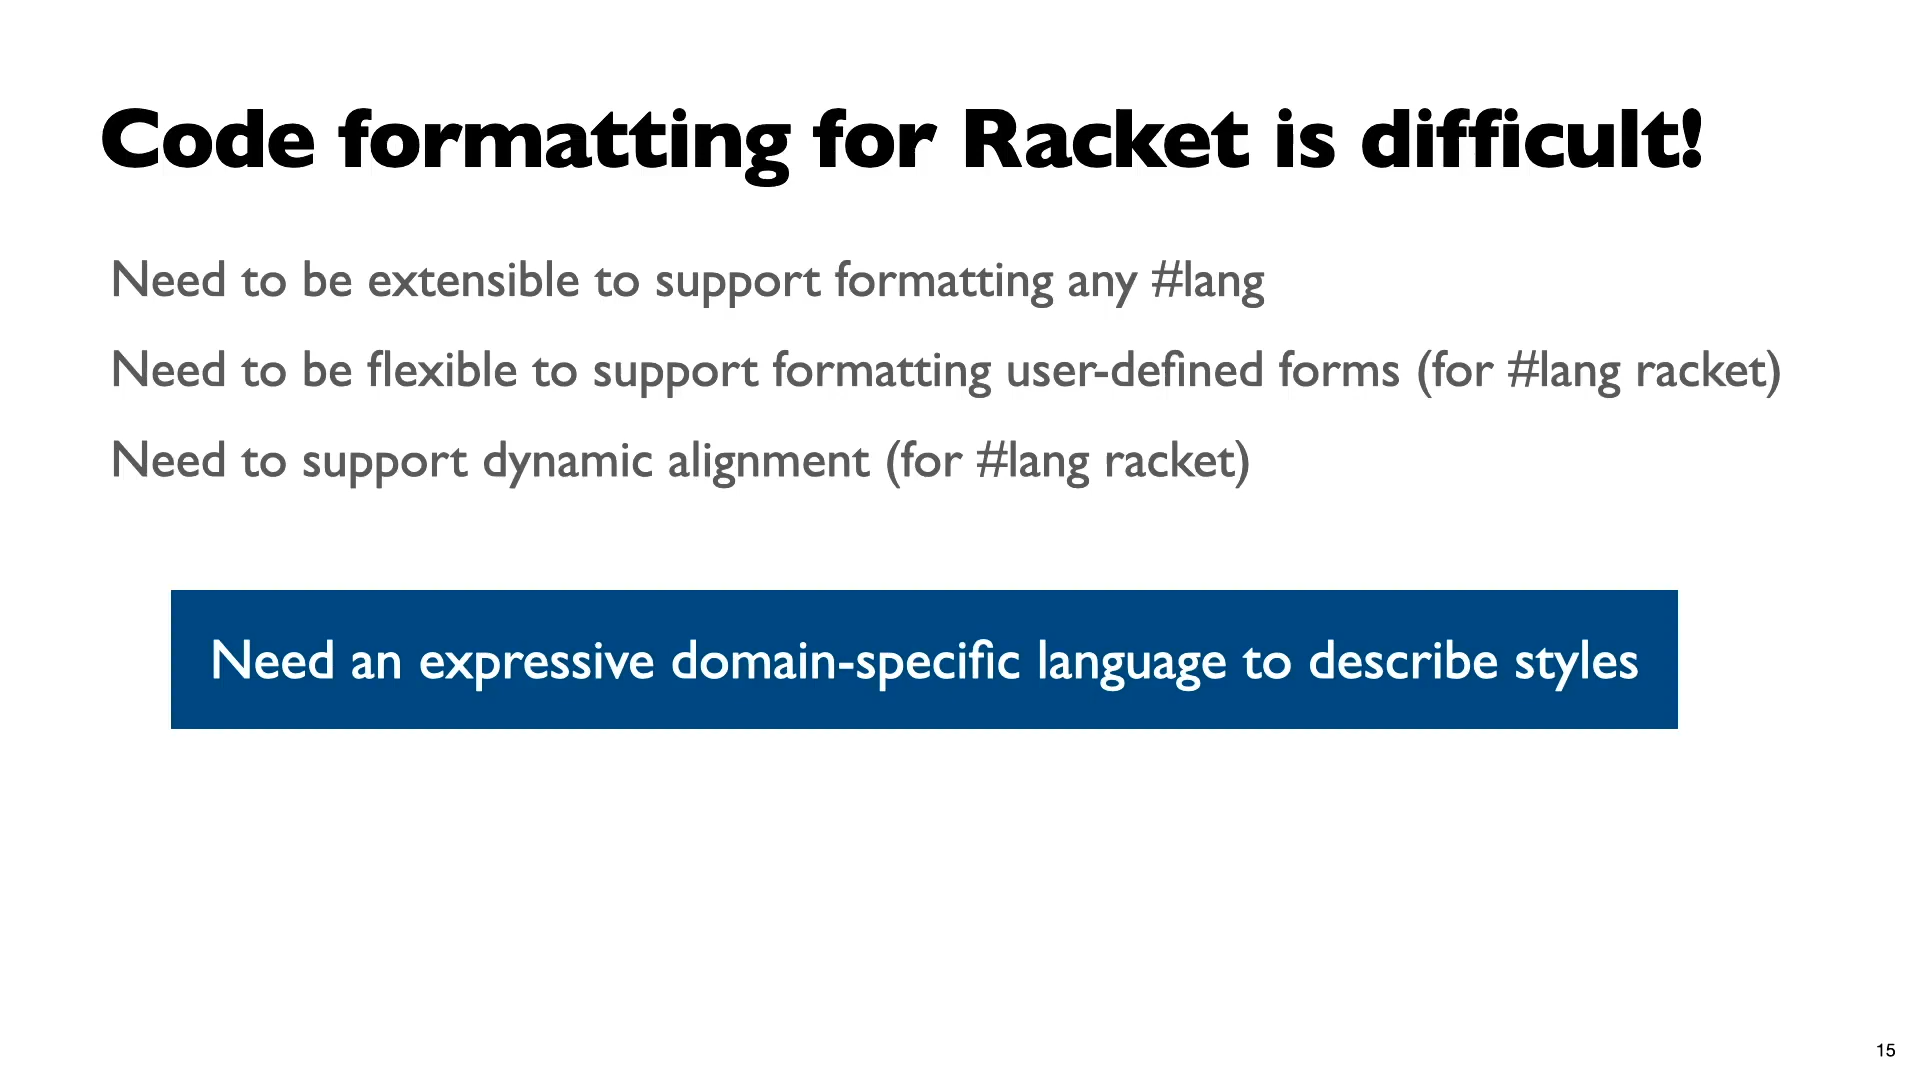 Code formatting for Racket is difficult!
Need to be extensible to support formatting any #lang
Need to be flexible to support formatting user-defined forms (for #lang racket)
Need to support dynamic alignment (for #lang racket)
Need an expressive domain-specific language to describe styles
15